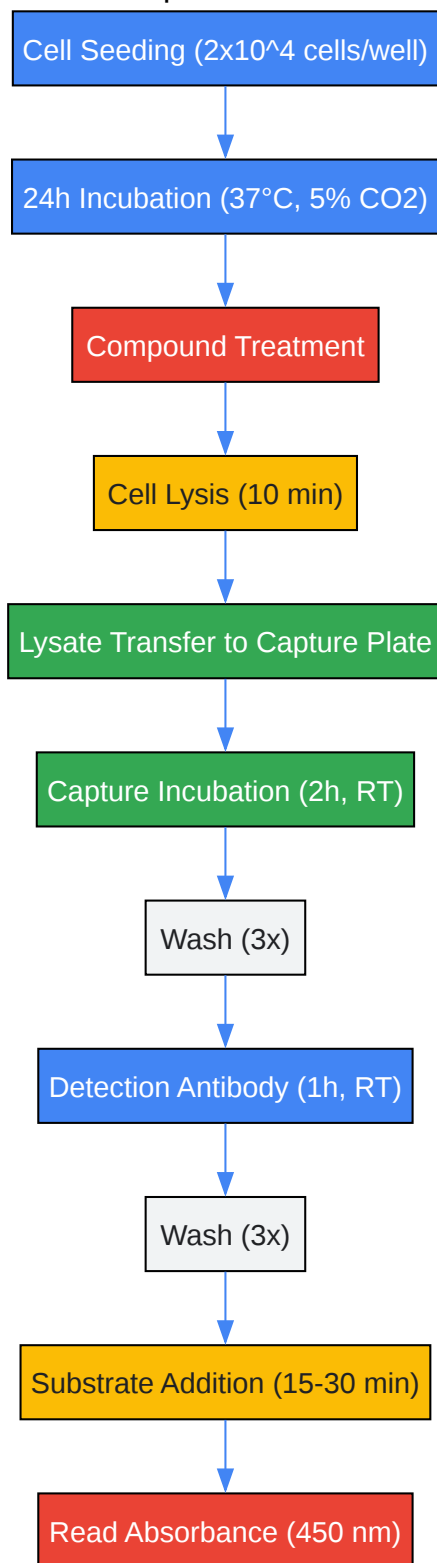 Cell Seeding (2x10^4 cells/well)
24h Incubation (37°C, 5% CO2)
Compound Treatment
Cell Lysis (10 min)
Lysate Transfer to Capture Plate
Capture Incubation (2h, RT)
Wash (3x)
Detection Antibody (1h, RT)
Wash (3x)
Substrate Addition (15-30 min)
Read Absorbance (450 nm)